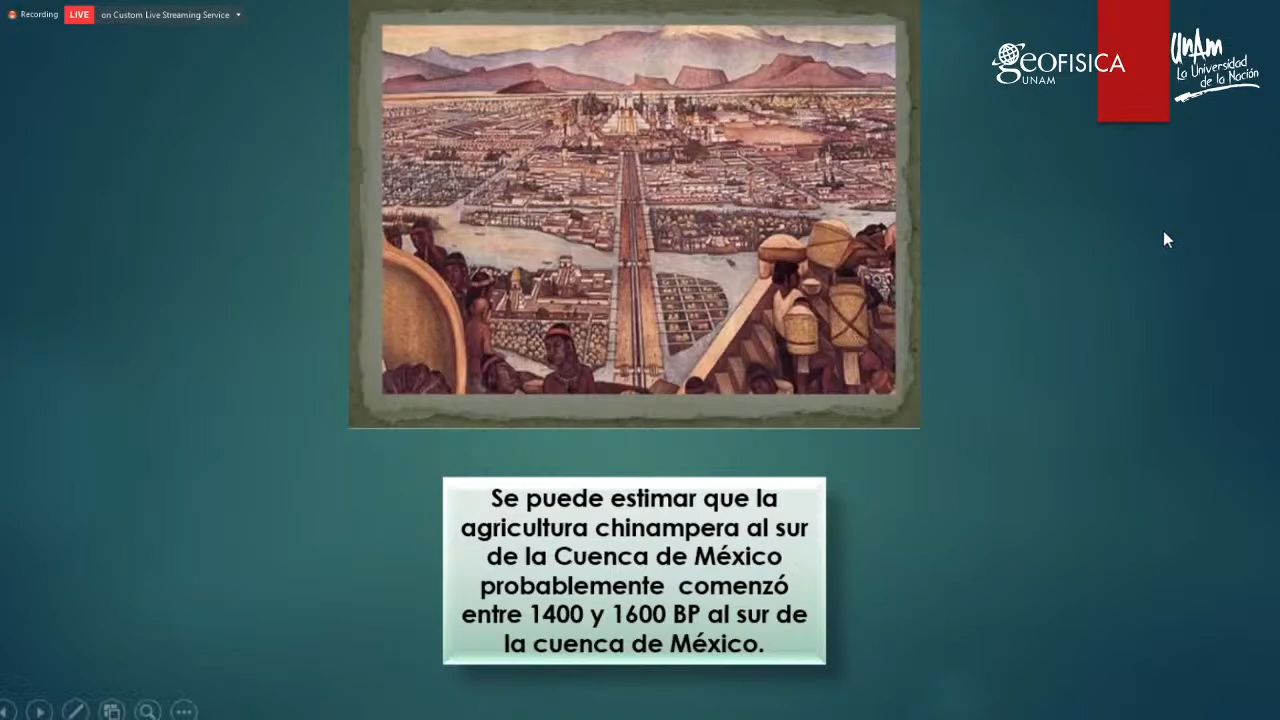 Recording LIVE on Custom Live Streaming Service
GEOFISICA
UNAM
UnAm
La Universidad
de la Nación
Se puede estimar que la
agricultura chinampera al sur
de la Cuenca de México
probablemente comenzó
entre 1400 y 1600 BP al sur de
la cuenca de México.